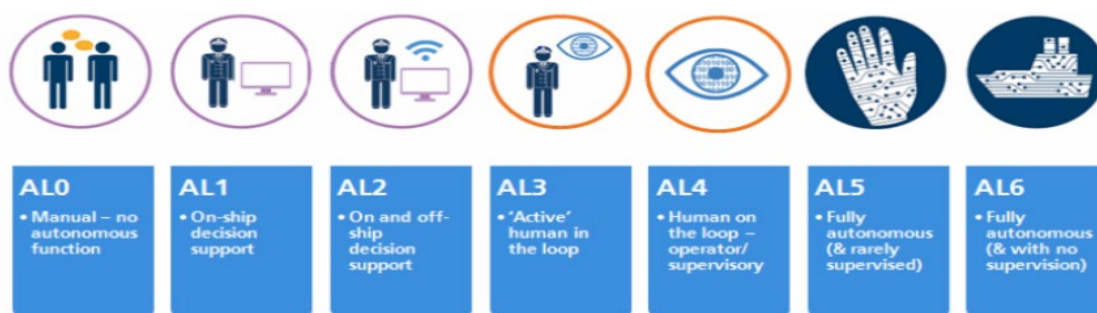 AL0
• Manual – no
autonomous
function
AL1
• On-ship
decision
support
AL2
• On and off-
ship
decision
support
AL3
• ‘Active’
human in
the loop
AL4
• Human on
the loop –
operator/
supervisory
AL5
• Fully
autonomous
(& rarely
supervised)
AL6
• Fully
autonomous
(& with no
supervision)